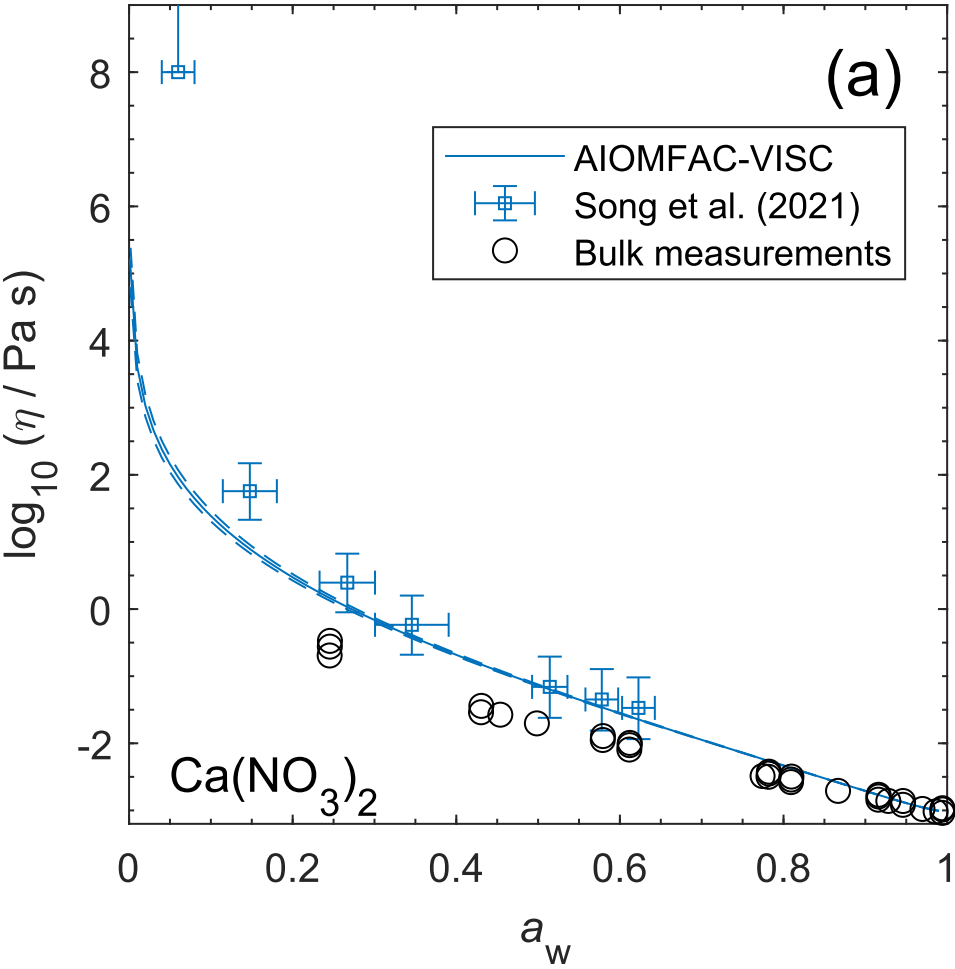 (a)
AIOMFAC-VISC
Song et al. (2021)
Bulk measurements
log₁₀ (η / Pa s)
8
6
4
2
0
-2
Ca(NO₃)₂
0 0.2 0.4 0.6 0.8 1
a_w